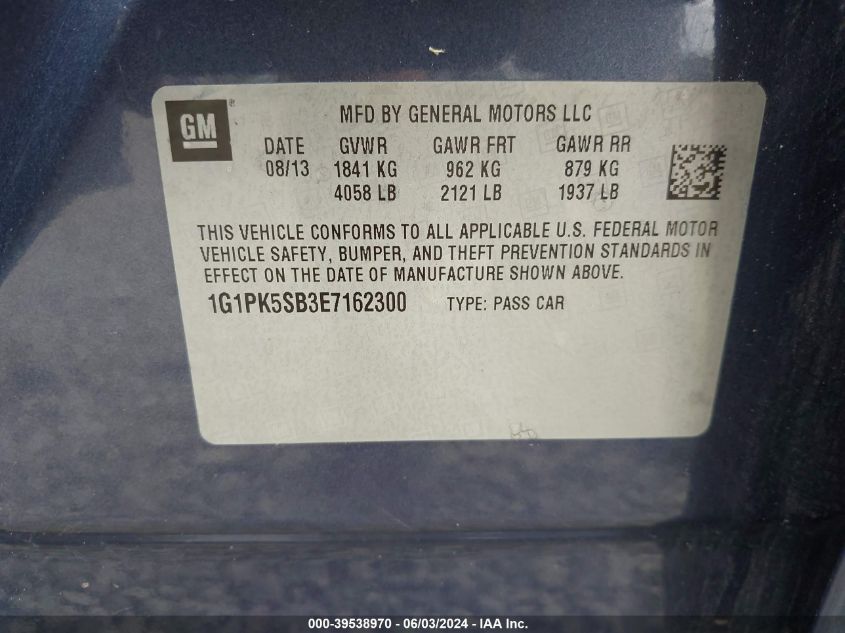 GM
MFD BY GENERAL MOTORS LLC
DATE GVWR GAWR FRT GAWR RR
08/13 1841 KG 962 KG 879 KG
4058 LB 2121 LB 1937 LB
THIS VEHICLE CONFORMS TO ALL APPLICABLE U.S. FEDERAL MOTOR
VEHICLE SAFETY, BUMPER, AND THEFT PREVENTION STANDARDS IN
EFFECT ON THE DATE OF MANUFACTURE SHOWN ABOVE.
1G1PK5SB3E7162300 TYPE: PASS CAR
000-39538970 - 06/03/2024 - IAA Inc.